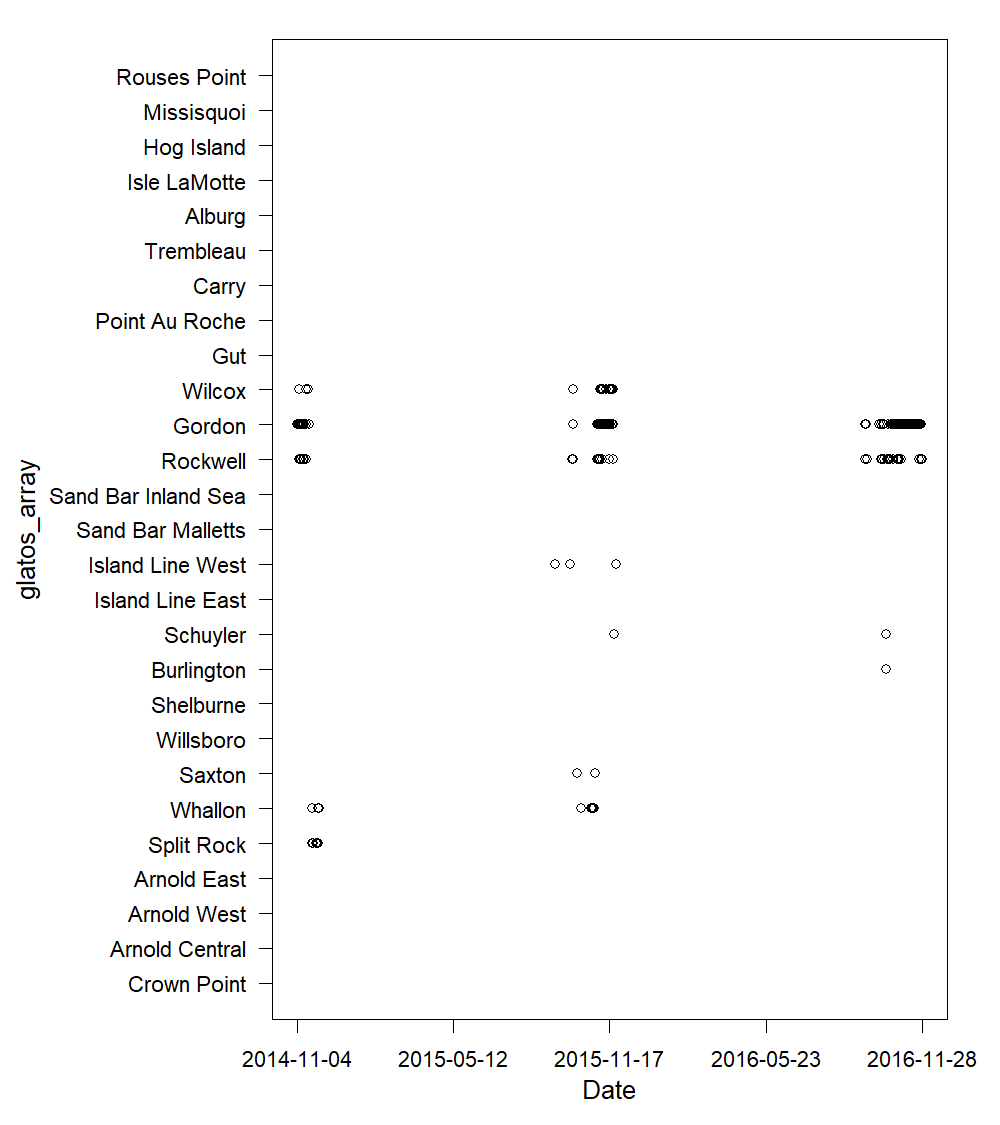 Rouses Point
Missisquoi
Hog Island
Isle LaMotte
Alburg
Trembleau
Carry
Point Au Roche
Gut
Wilcox
Gordon
Rockwell
Sand Bar Inland Sea
Sand Bar Malletts
Island Line West
Island Line East
Schuyler
Burlington
Shelburne
Willsboro
Saxton
Whallon
Split Rock
Arnold East
Arnold West
Arnold Central
Crown Point
glatos_array
2014-11-04 2015-05-12 2015-11-17 2016-05-23 2016-11-28
Date